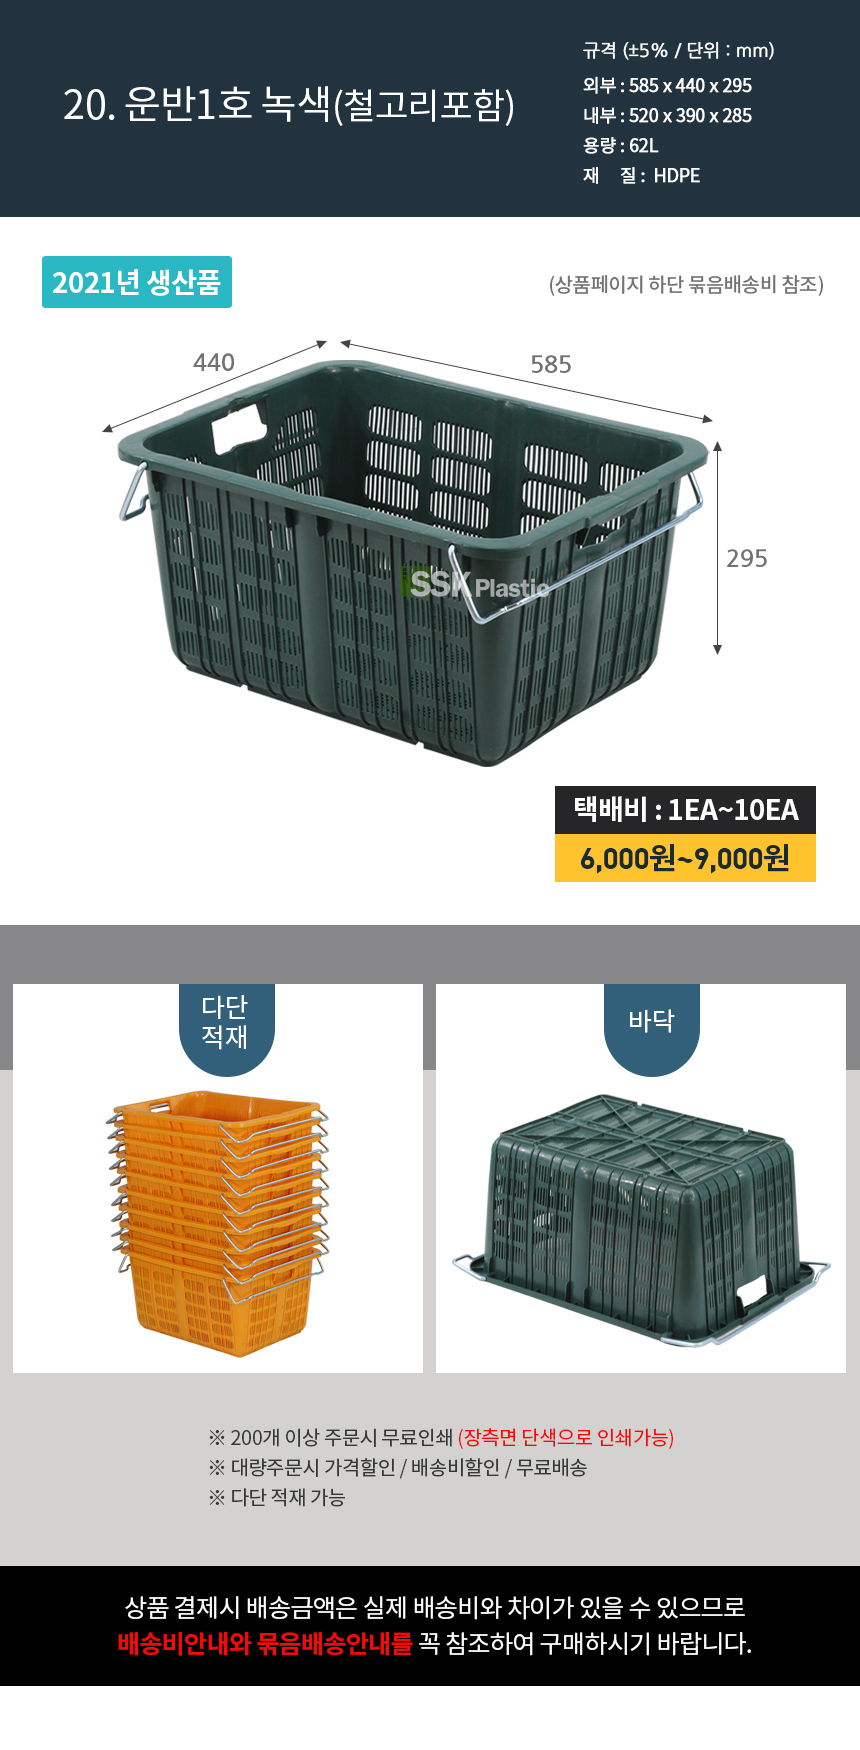 20. 운반1호 녹색(철고리포함)
규격 (±5% / 단위 : mm)
외부 : 585 x 440 x 295
내부 : 520 x 390 x 285
용량 : 62L
재 질 : HDPE
2021년 생산품
(상품페이지 하단 묶음배송비 참조)
440
585
295
SSK Plastic
택배비 : 1EA~10EA
6,000원~9,000원
다단
적재
바닥
※ 200개 이상 주문시 무료인쇄 (장측면 단색으로 인쇄가능)
※ 대량주문시 가격할인 / 배송비할인 / 무료배송
※ 다단 적재 가능
상품 결제시 배송금액은 실제 배송비와 차이가 있을 수 있으므로
배송비안내와 묶음배송안내를 꼭 참조하여 구매하시기 바랍니다.